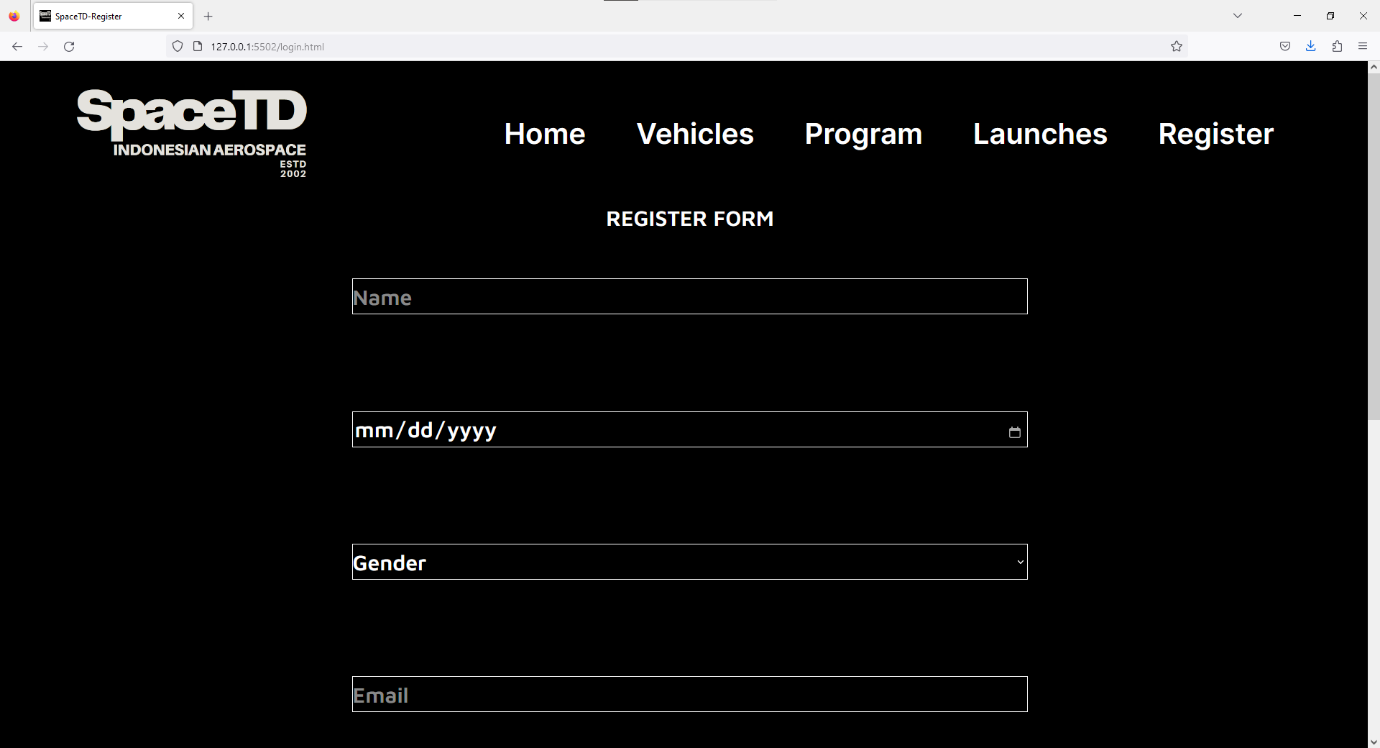 SpaceTD-Register
127.0.0.1:5502/login.html
SpaceTD
INDONESIAN AEROSPACE
ESTD
2002
Home Vehicles Program Launches Register
REGISTER FORM
Name
mm/dd/yyyy
Gender
Email